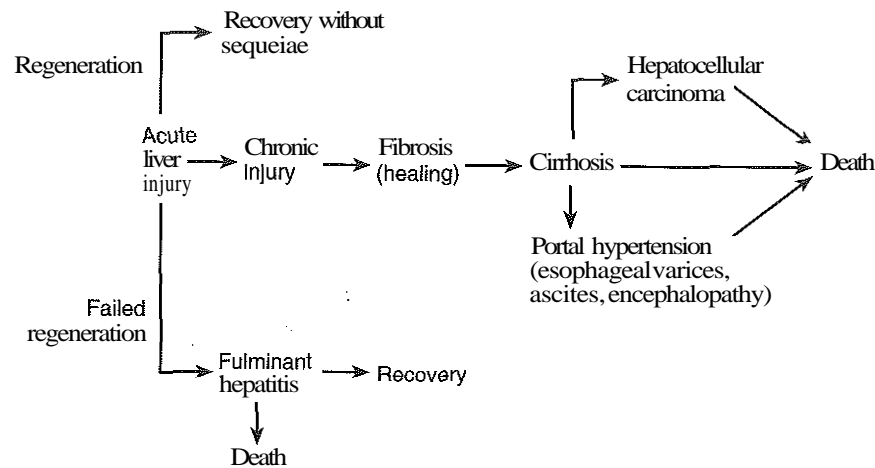 Recovery without
sequeiae
Regeneration
Hepatocellular
carcinoma
Acute
liver
injury
Chronic
Injury
Fibrosis
(healing)
Cirrhosis
Death
Portal hypertension
(esophagealvarices,
ascites, encephalopathy)
Failed
regeneration
Fulminant
hepatitis
Recovery
Death